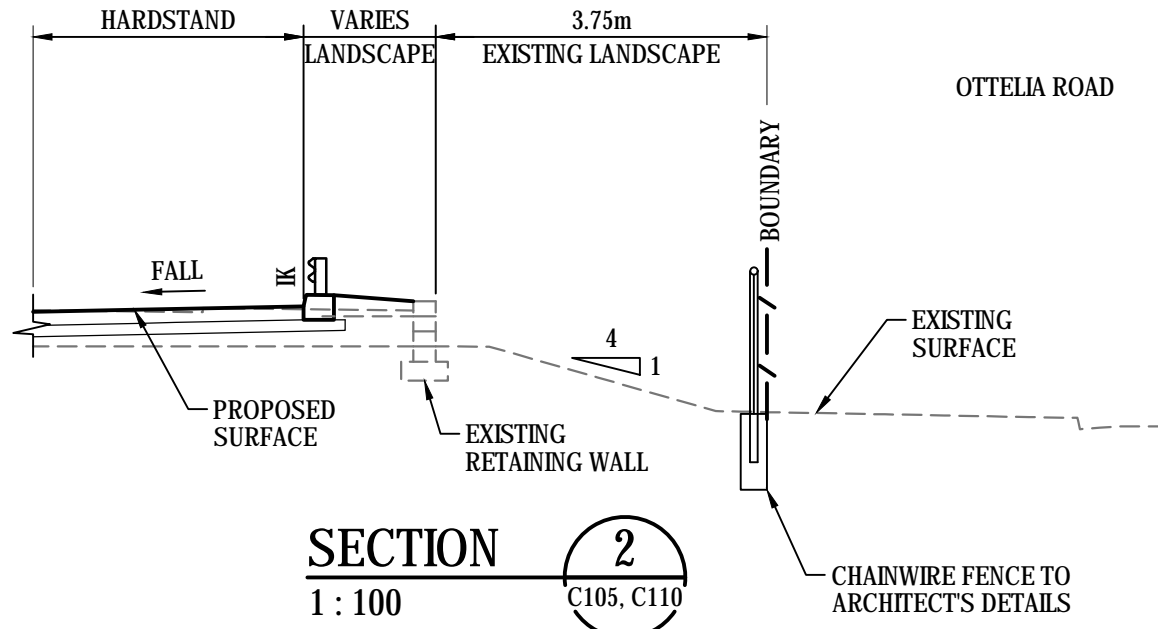 HARDSTAND
VARIES
LANDSCAPE
3.75m
EXISTING LANDSCAPE
OTTELIA ROAD
BOUNDARY
FALL
IK
4
1
EXISTING
SURFACE
PROPOSED
SURFACE
EXISTING
RETAINING WALL
SECTION
1 : 100
2
C105, C110
CHAINWIRE FENCE TO
ARCHITECT'S DETAILS